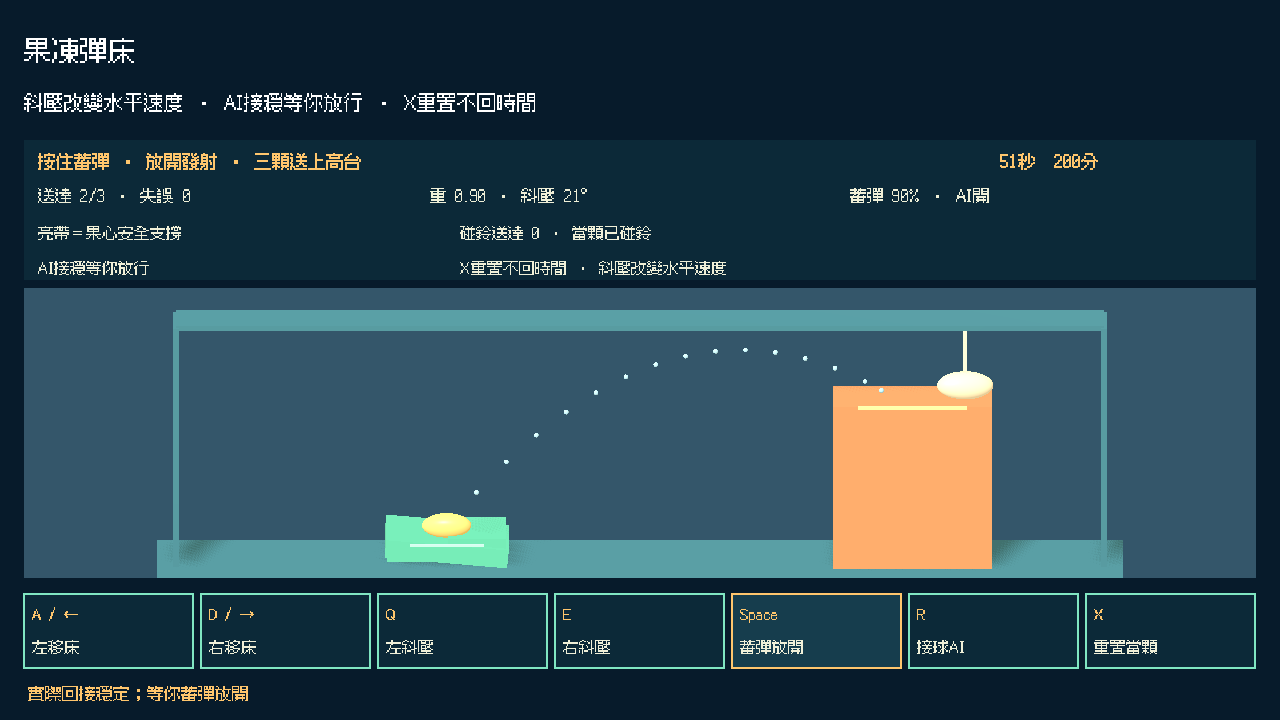 果凍彈床
斜壓改變水平速度 · AI接穩等你放行 · X重置不回時間
按住蓄彈 · 放開發射 · 三顆送上高台
51秒 200分
送達 2/3 · 失誤 0
重 0.90 · 斜壓 21°
蓄彈 90% · AI開
亮帶=果心安全支撐
碰鈴送達 0 · 當顆已碰鈴
AI接穩等你放行
X重置不回時間 · 斜壓改變水平速度
A / ←
左移床
D / →
右移床
Q
左斜壓
E
右斜壓
Space
蓄彈放開
R
接球AI
X
重置當顆
實際回接穩定；等你蓄彈放開